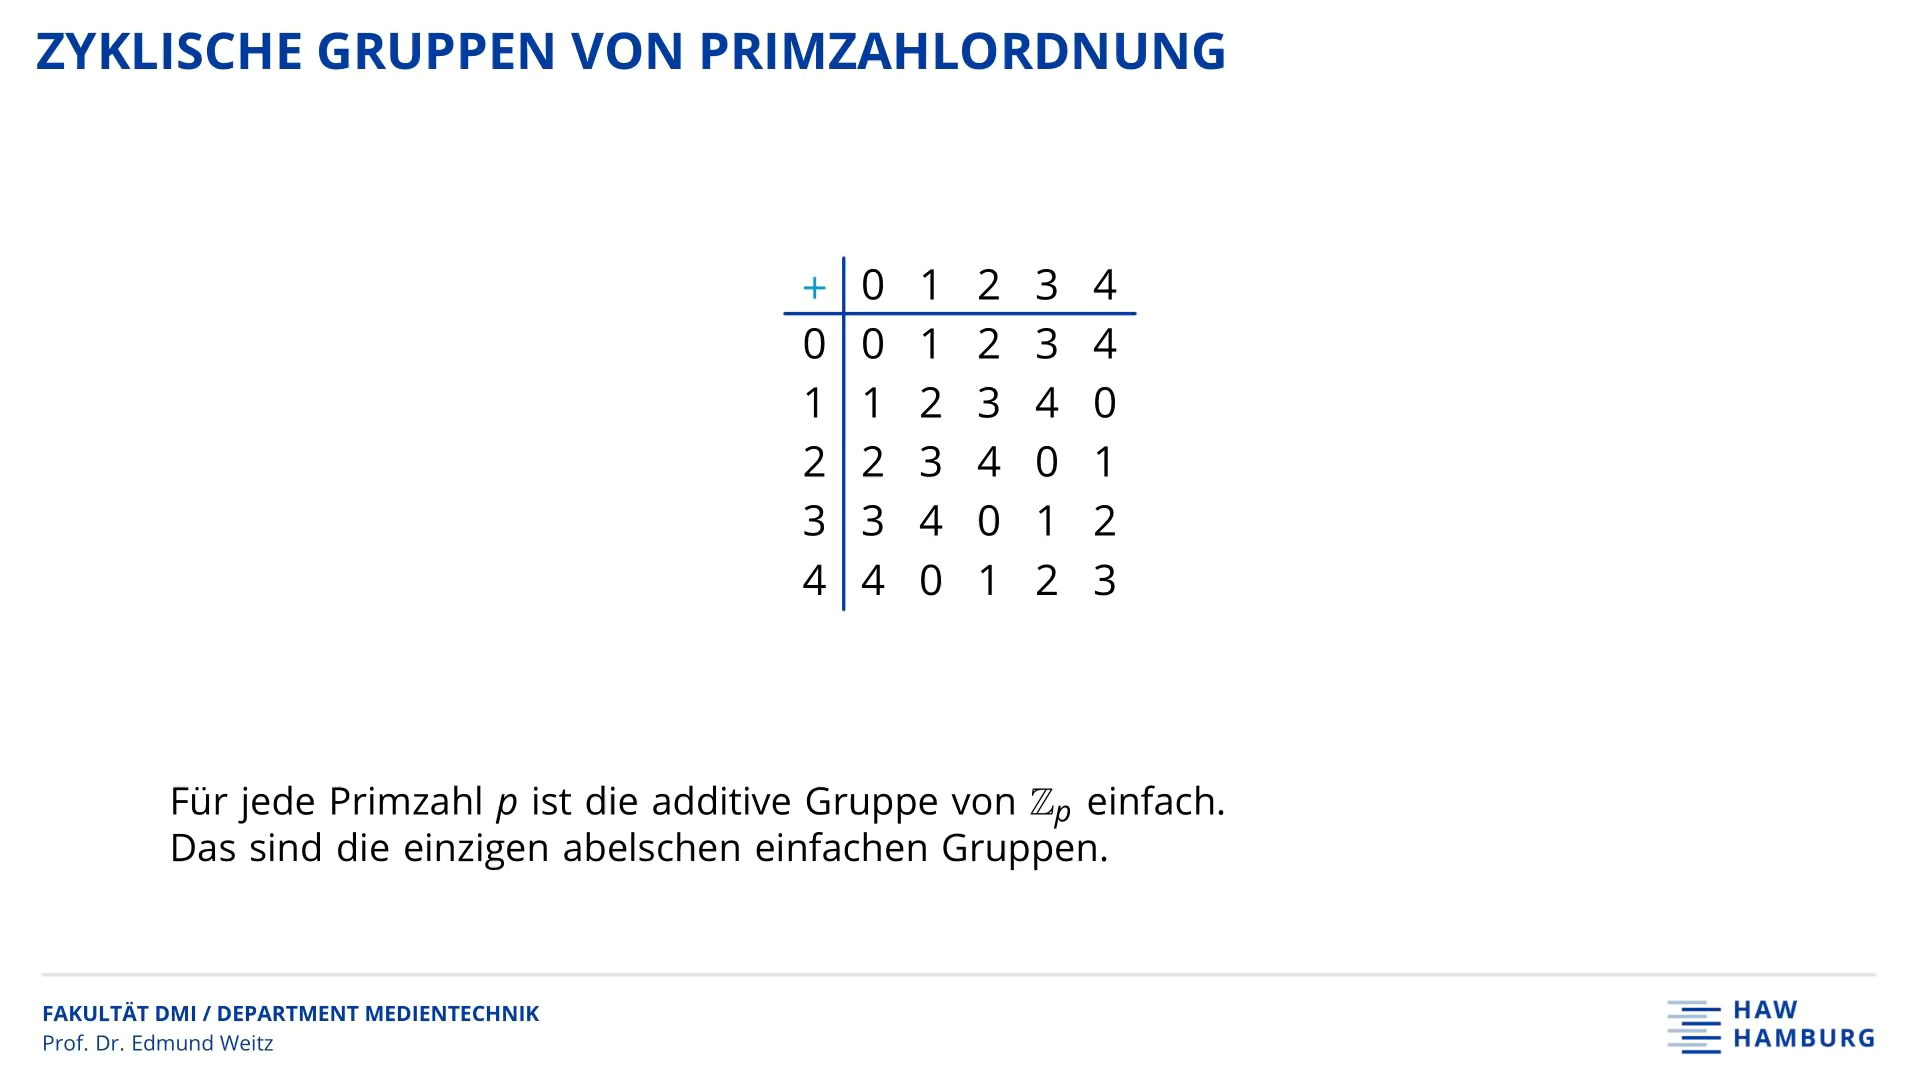 ZYKLISCHE GRUPPEN VON PRIMZAHLORDNUNG
+ 0 1 2 3 4
0 0 1 2 3 4
1 1 2 3 4 0
2 2 3 4 0 1
3 3 4 0 1 2
4 4 0 1 2 3
Für jede Primzahl p ist die additive Gruppe von ℤₚ einfach.
Das sind die einzigen abelschen einfachen Gruppen.
FAKULTÄT DMI / DEPARTMENT MEDIENTECHNIK
Prof. Dr. Edmund Weitz
HAW
HAMBURG